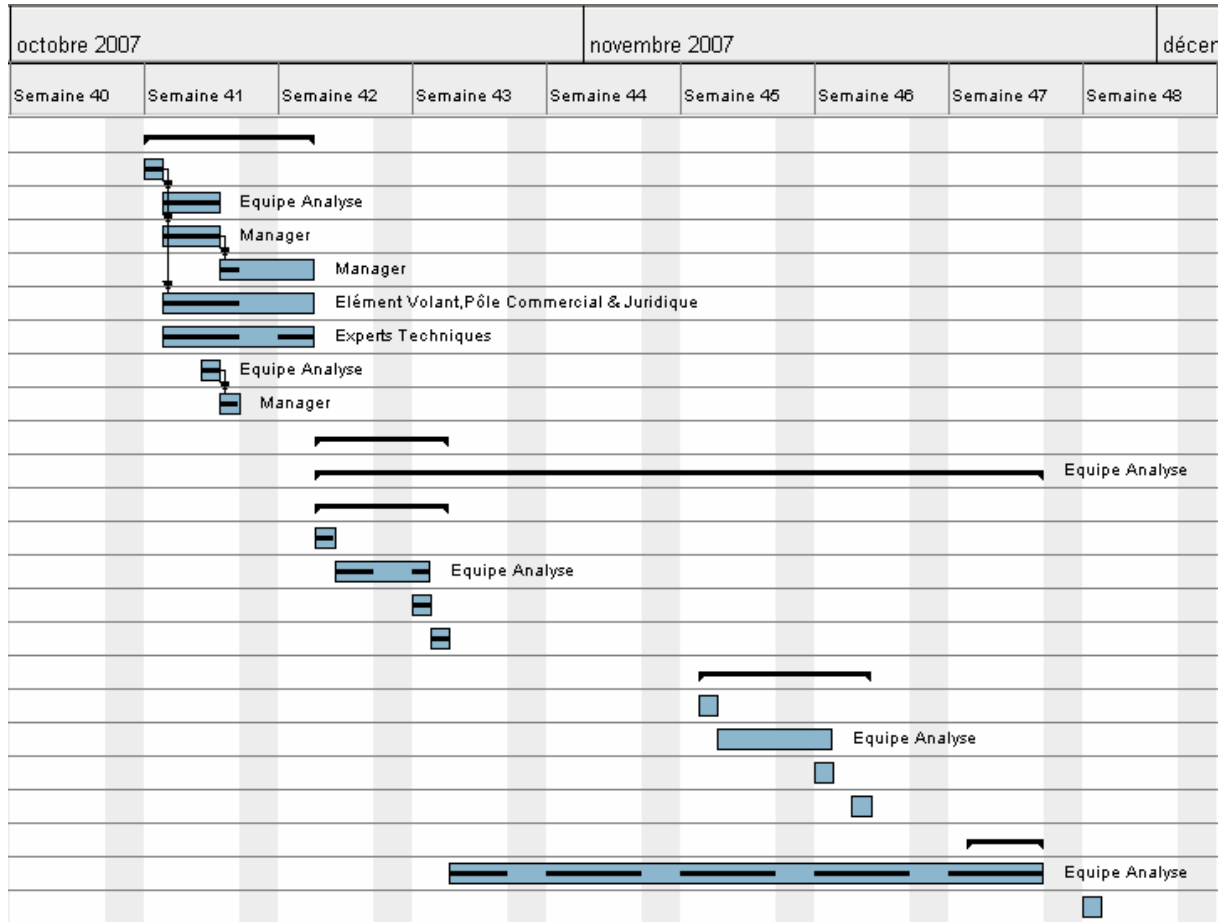 octobre 2007
novembre 2007
décer
Semaine 40
Semaine 41
Semaine 42
Semaine 43
Semaine 44
Semaine 45
Semaine 46
Semaine 47
Semaine 48
Equipe Analyse
Manager
Manager
Elément Volant,Pôle Commercial & Juridique
Experts Techniques
Equipe Analyse
Manager
Equipe Analyse
Equipe Analyse
Equipe Analyse
Equipe Analyse